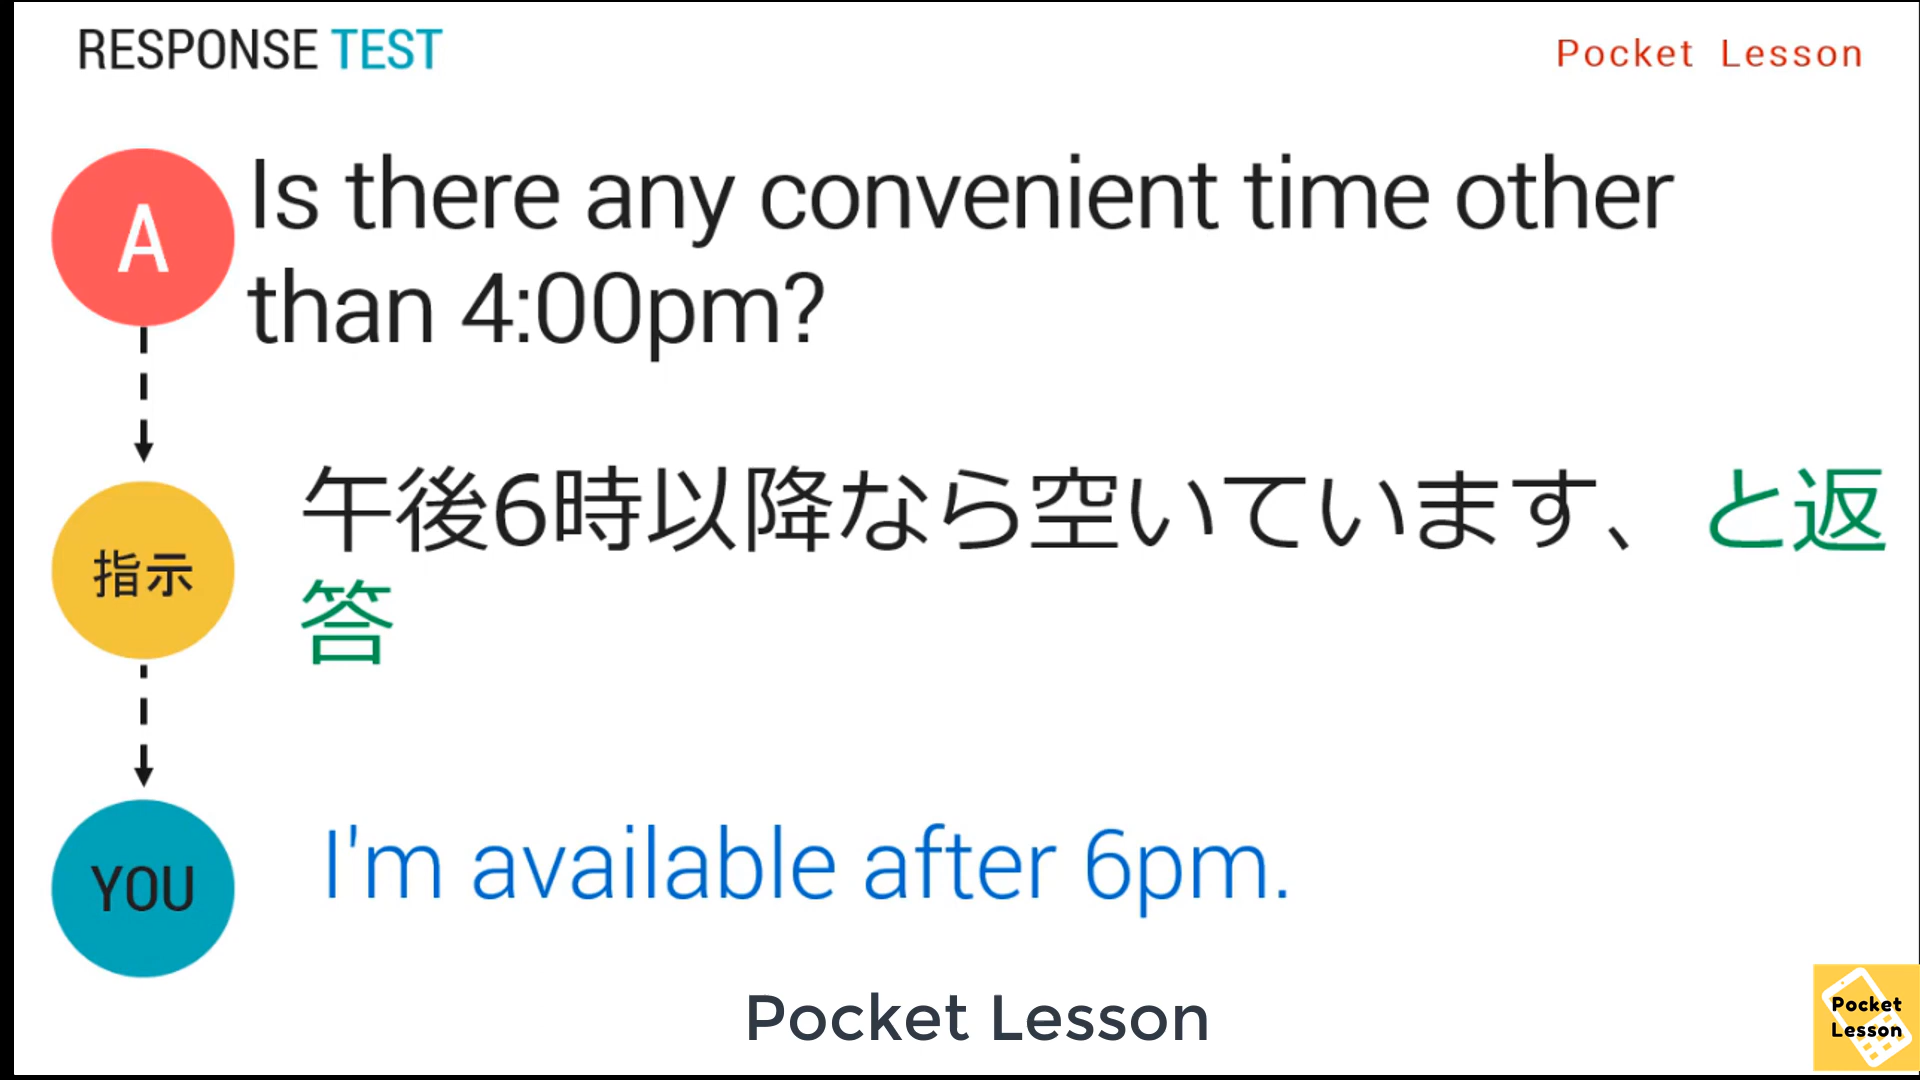 RESPONSE TEST
Pocket Lesson
A
Is there any convenient time other
than 4:00pm?
指示
午後6時以降なら空いています、と返
答
YOU
I'm available after 6pm.
Pocket Lesson
Pocket
Lesson